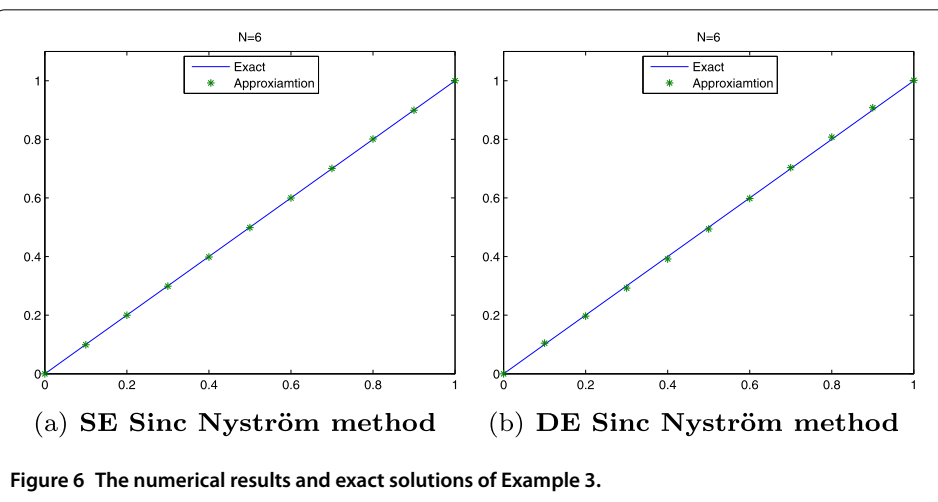 N=6
Exact
Approxiamtion
1
0.8
0.6
0.4
0.2
0
0 0.2 0.4 0.6 0.8 1
(a) SE Sinc Nyström method
N=6
Exact
Approxiamtion
1
0.8
0.6
0.4
0.2
0
0 0.2 0.4 0.6 0.8 1
(b) DE Sinc Nyström method
Figure 6 The numerical results and exact solutions of Example 3.